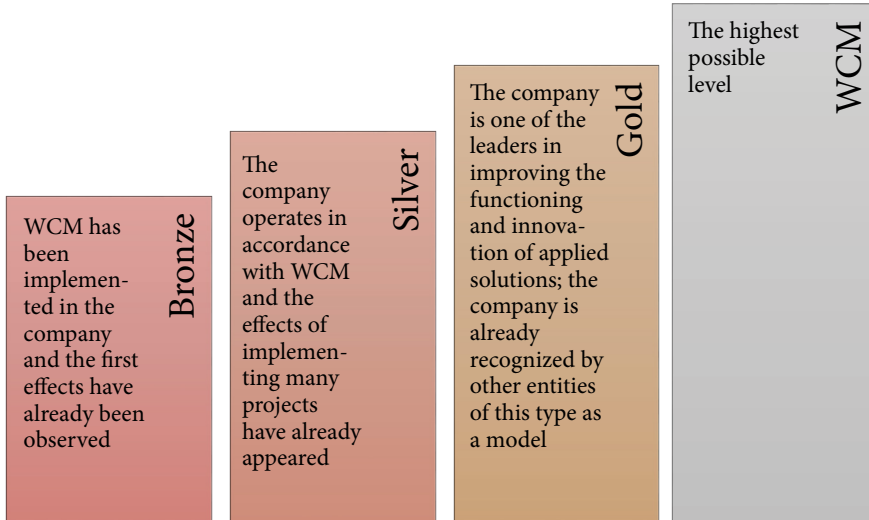 WCM has
been
implemen-
ted in the
company
and the first
effects have
already been
observed
Bronze
The
company
operates in
accordance
with WCM
and the
effects of
implemen-
ting many
projects
have already
appeared
Silver
The company
is one of the
leaders in
improving the
functioning
and innova-
tion of applied
solutions; the
company is
already
recognized by
other entities
of this type as
a model
Gold
The highest
possible
level
WCM